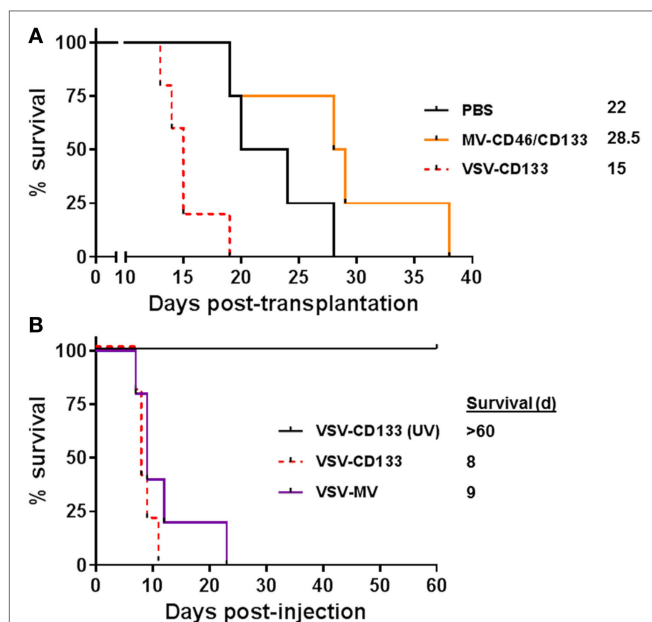 A
100
75
50
25
0
% survival
PBS 22
MV-CD46/CD133 28.5
VSV-CD133 15
0 10 15 20 25 30 35 40
Days post-transplantation
B
100
75
50
25
0
% survival
Survival (d)
VSV-CD133 (UV) >60
VSV-CD133 8
VSV-MV 9
0 10 20 30 40 50 60
Days post-injection